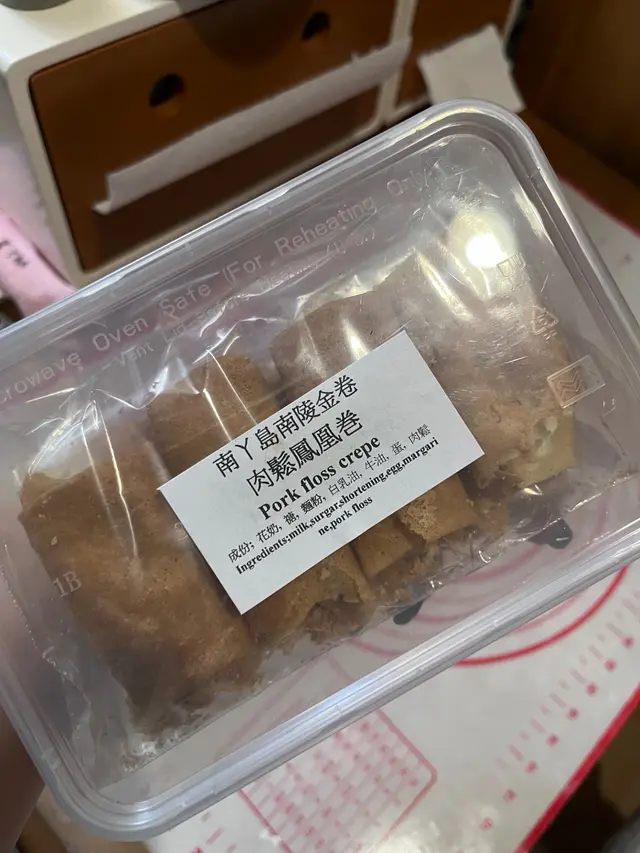 crowave Oven Safe (For Reheating Only)
南丫島南陵金卷
肉鬆鳳凰卷
Pork floss crepe
成份; 花奶, 糖, 麵粉, 白乳油, 牛油, 蛋, 肉鬆
Ingredients:milk,surgar,shortening,egg,margari
ne,pork floss
1B